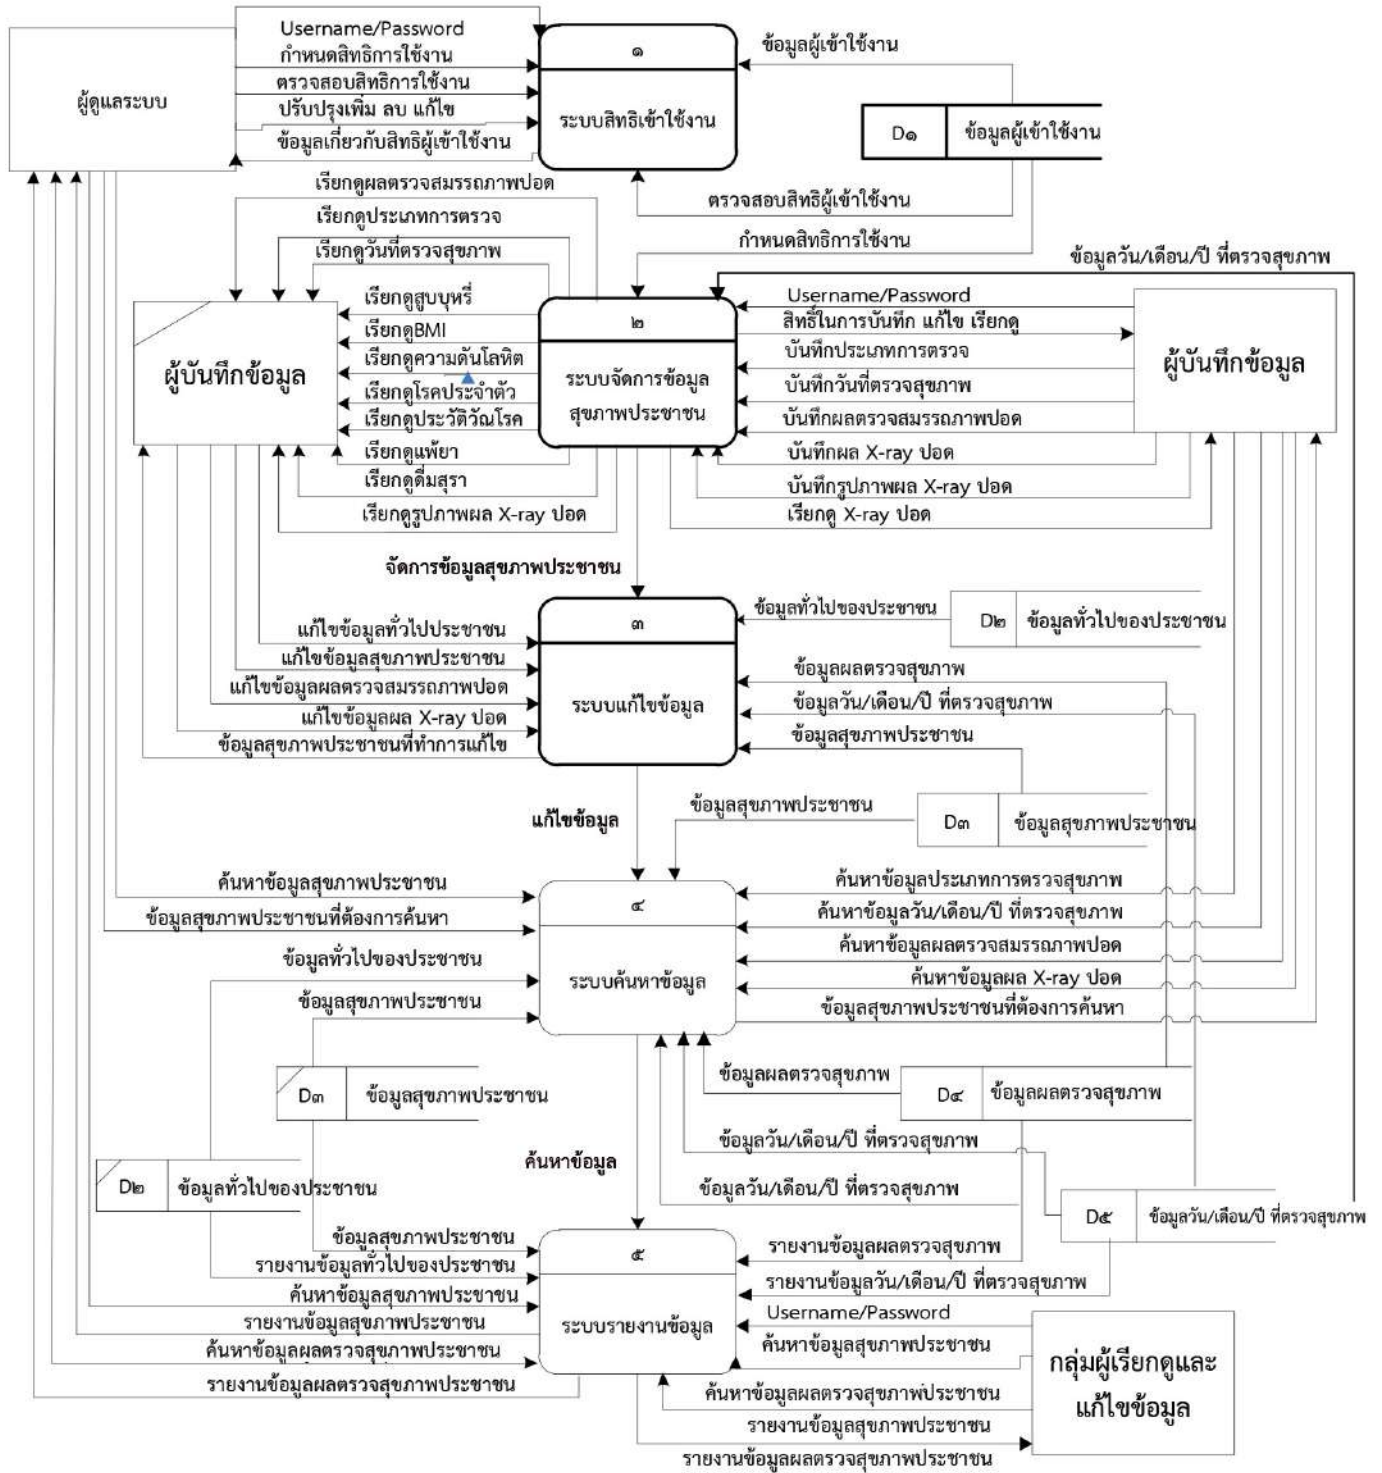 Username/Password
กำหนดสิทธิการใช้งาน
ตรวจสอบสิทธิการใช้งาน
ปรับปรุงเพิ่ม ลบ แก้ไข
ข้อมูลเกี่ยวกับสิทธิผู้เข้าใช้งาน
ผู้ดูแลระบบ
๑
ระบบสิทธิเข้าใช้งาน
ข้อมูลผู้เข้าใช้งาน
D๑
ข้อมูลผู้เข้าใช้งาน
ตรวจสอบสิทธิผู้เข้าใช้งาน
กำหนดสิทธิการใช้งาน
ข้อมูลวัน/เดือน/ปี ที่ตรวจสุขภาพ
เรียกดูผลตรวจสมรรถภาพปอด
เรียกดูประเภทการตรวจ
เรียกดูวันที่ตรวจสุขภาพ
เรียกดูสูบบุหรี่
เรียกดูBMI
เรียกดูความดันโลหิต
เรียกดูโรคประจำตัว
เรียกดูประวัติวัณโรค
เรียกดูแพ้ยา
เรียกดูดื่มสุรา
เรียกดูรูปภาพผล X-ray ปอด
ผู้บันทึกข้อมูล
๒
ระบบจัดการข้อมูล
สุขภาพประชาชน
Username/Password
สิทธิ์ในการบันทึก แก้ไข เรียกดู
บันทึกประเภทการตรวจ
บันทึกวันที่ตรวจสุขภาพ
บันทึกผลตรวจสมรรถภาพปอด
บันทึกผล X-ray ปอด
บันทึกรูปภาพผล X-ray ปอด
เรียกดู X-ray ปอด
ผู้บันทึกข้อมูล
จัดการข้อมูลสุขภาพประชาชน
๓
ระบบแก้ไขข้อมูล
ข้อมูลทั่วไปของประชาชน
D๒
ข้อมูลทั่วไปของประชาชน
แก้ไขข้อมูลทั่วไปประชาชน
แก้ไขข้อมูลสุขภาพประชาชน
แก้ไขข้อมูลผลตรวจสมรรถภาพปอด
แก้ไขข้อมูลผล X-ray ปอด
ข้อมูลสุขภาพประชาชนที่ทำการแก้ไข
ข้อมูลผลตรวจสุขภาพ
ข้อมูลวัน/เดือน/ปี ที่ตรวจสุขภาพ
ข้อมูลสุขภาพประชาชน
แก้ไขข้อมูล
ข้อมูลสุขภาพประชาชน
D๓
ข้อมูลสุขภาพประชาชน
ค้นหาข้อมูลสุขภาพประชาชน
ข้อมูลสุขภาพประชาชนที่ต้องการค้นหา
ข้อมูลทั่วไปของประชาชน
ข้อมูลสุขภาพประชาชน
๔
ระบบค้นหาข้อมูล
ค้นหาข้อมูลประเภทการตรวจสุขภาพ
ค้นหาข้อมูลวัน/เดือน/ปี ที่ตรวจสุขภาพ
ค้นหาข้อมูลผลตรวจสมรรถภาพปอด
ค้นหาข้อมูลผล X-ray ปอด
ข้อมูลสุขภาพประชาชนที่ต้องการค้นหา
D๓
ข้อมูลสุขภาพประชาชน
ข้อมูลผลตรวจสุขภาพ
D๔
ข้อมูลผลตรวจสุขภาพ
ข้อมูลวัน/เดือน/ปี ที่ตรวจสุขภาพ
ค้นหาข้อมูล
ข้อมูลวัน/เดือน/ปี ที่ตรวจสุขภาพ
D๒
ข้อมูลทั่วไปของประชาชน
D๕
ข้อมูลวัน/เดือน/ปี ที่ตรวจสุขภาพ
ข้อมูลสุขภาพประชาชน
รายงานข้อมูลทั่วไปของประชาชน
ค้นหาข้อมูลสุขภาพประชาชน
รายงานข้อมูลสุขภาพประชาชน
ค้นหาข้อมูลผลตรวจสุขภาพประชาชน
รายงานข้อมูลผลตรวจสุขภาพประชาชน
๕
ระบบรายงานข้อมูล
รายงานข้อมูลผลตรวจสุขภาพ
รายงานข้อมูลวัน/เดือน/ปี ที่ตรวจสุขภาพ
Username/Password
ค้นหาข้อมูลสุขภาพประชาชน
ค้นหาข้อมูลผลตรวจสุขภาพประชาชน
รายงานข้อมูลสุขภาพประชาชน
รายงานข้อมูลผลตรวจสุขภาพประชาชน
กลุ่มผู้เรียกดูและ
แก้ไขข้อมูล